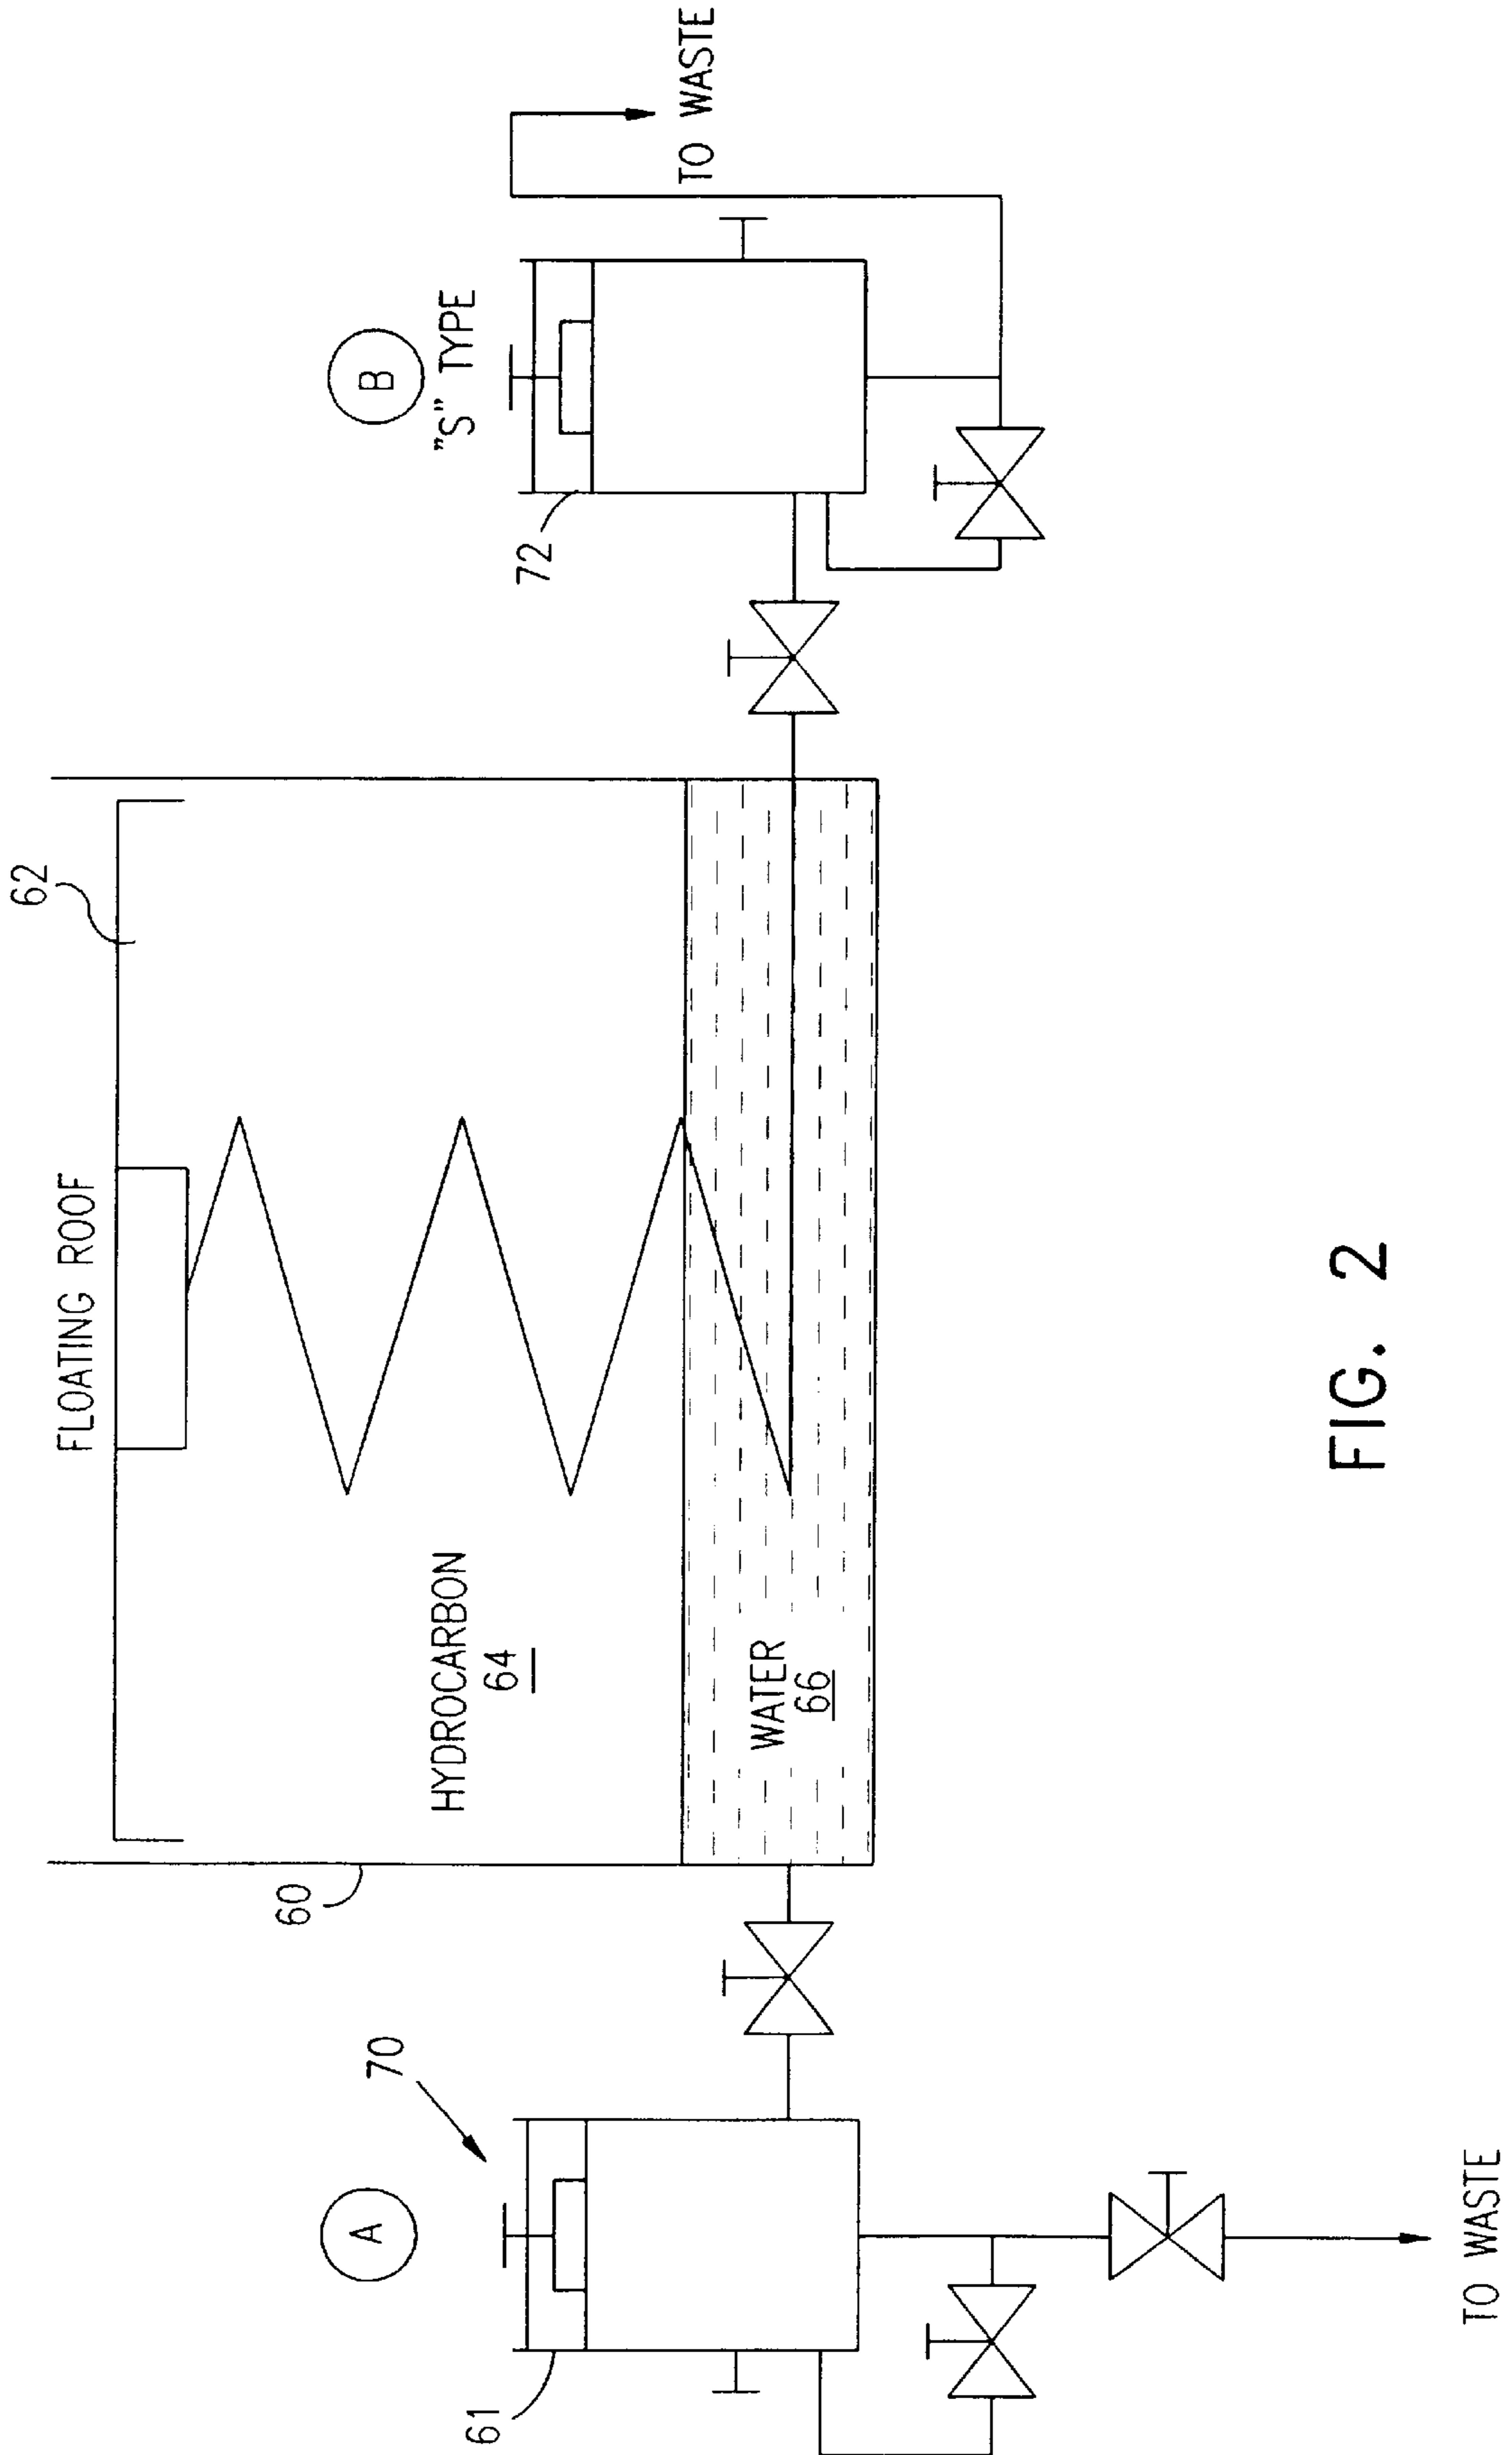 FLOATING ROOF
62
60
HYDROCARBON
64
WATER
66
A
70
61
TO WASTE
B
"S" TYPE
72
TO WASTE
FIG. 2